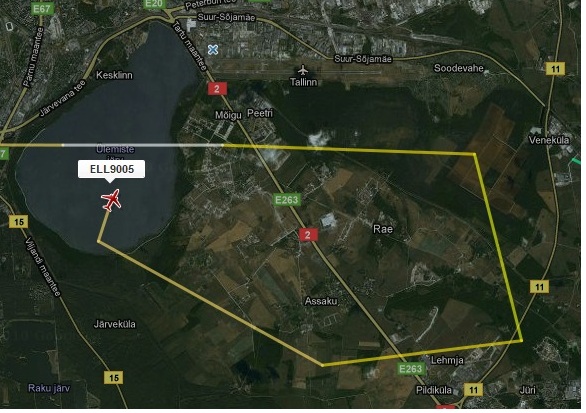 E67
Peterburi tee
E20
Suur-Sõjamäe
Tartu maantee
Pärnu maantee
Suur-Sõjamäe
Kesklinn
Soodevahe
11
Tallinn
Järvevana tee
2
Mõigu
Peetri
Veneküla
Ülemiste
7
ELL9005
E263
15
2
Rae
Viljandi maantee
11
Assaku
Järveküla
Lehmja
E263
15
Raku järv
Pildiküla
11
Jüri